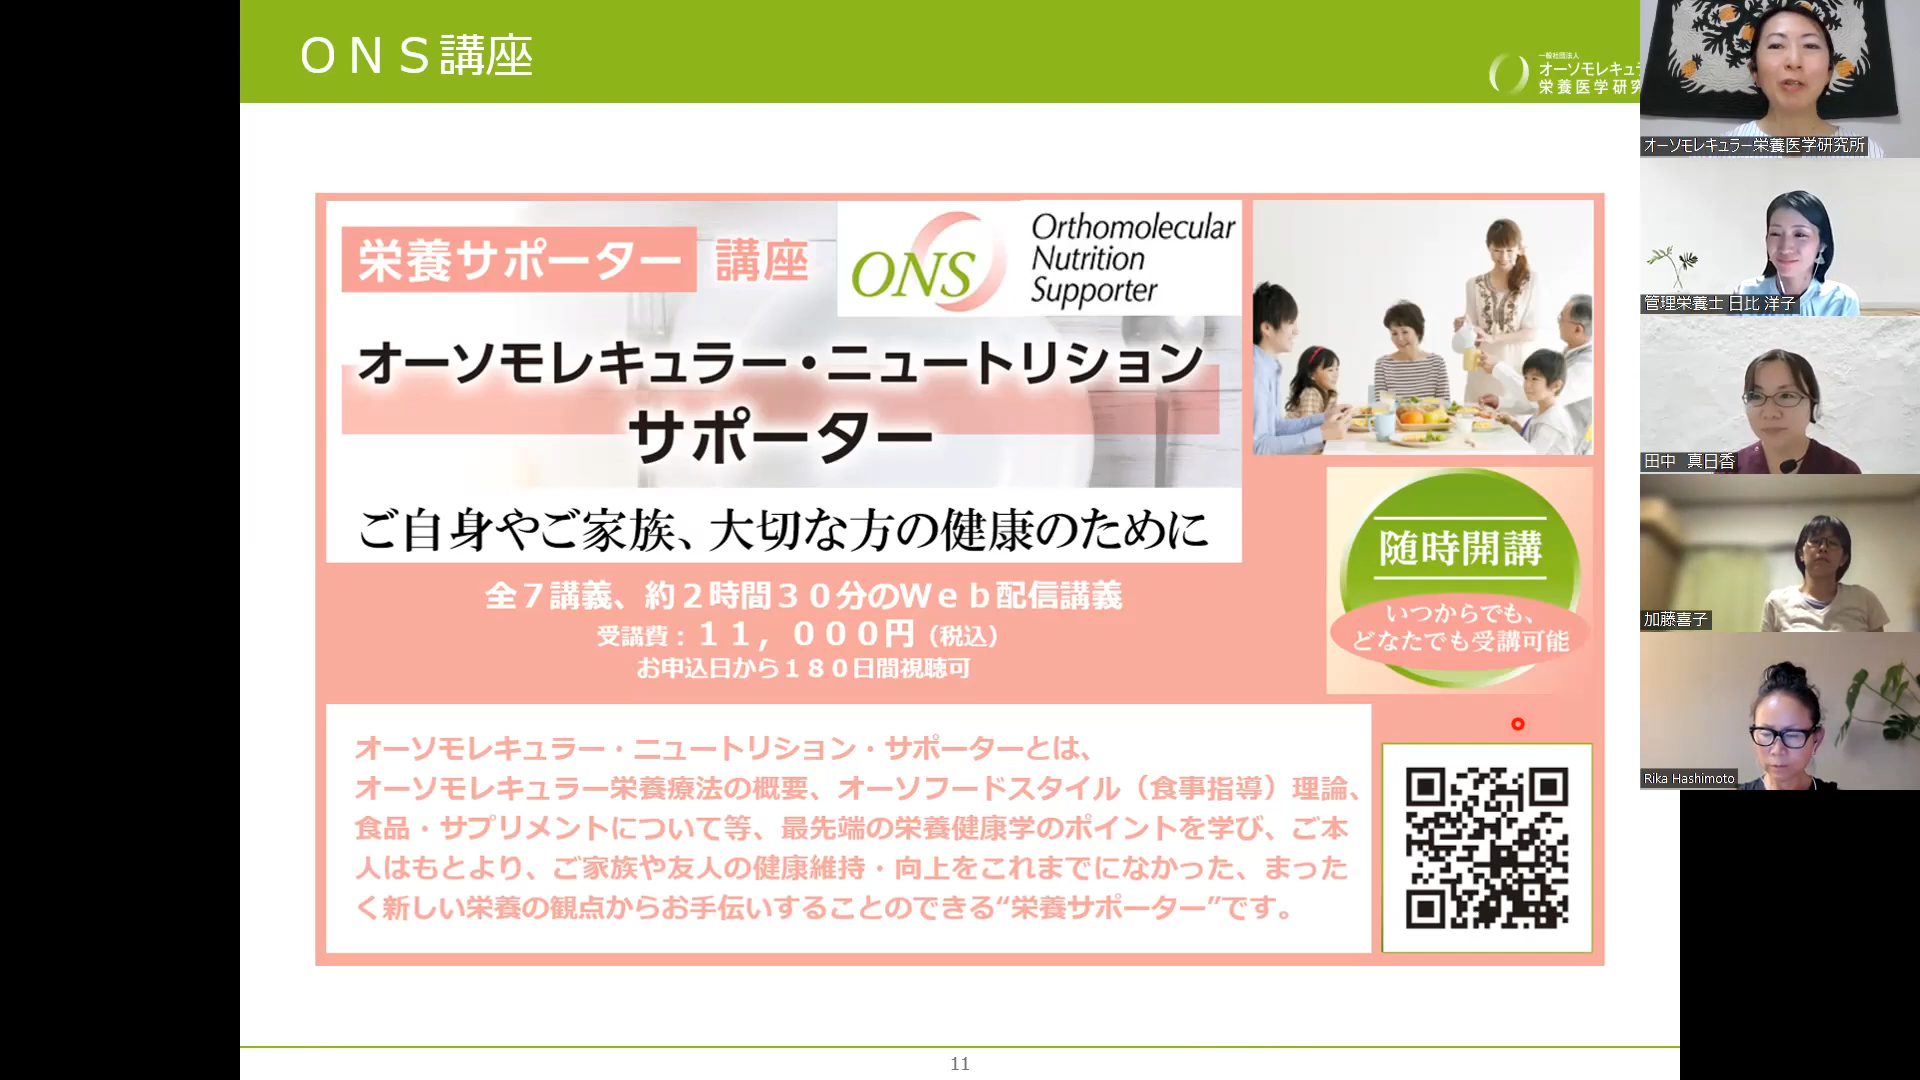 ＯＮＳ講座
一般社団法人
オーソモレキュラ
栄養医学研究
栄養サポーター 講座
ONS
Orthomolecular
Nutrition
Supporter
オーソモレキュラー・ニュートリション
サポーター
ご自身やご家族、大切な方の健康のために
全７講義、約２時間３０分のＷｅｂ配信講義
受講費：１１，０００円（税込）
お申込日から１８０日間視聴可
随時開講
いつからでも、
どなたでも受講可能
オーソモレキュラー・ニュートリション・サポーターとは、
オーソモレキュラー栄養療法の概要、オーソフードスタイル（食事指導）理論、
食品・サプリメントについて等、最先端の栄養健康学のポイントを学び、ご本
人はもとより、ご家族や友人の健康維持・向上をこれまでになかった、まった
く新しい栄養の観点からお手伝いすることのできる“栄養サポーター”です。
11
オーソモレキュラー栄養医学研究所
管理栄養士 日比 洋子
田中　真日香
加藤喜子
Rika Hashimoto